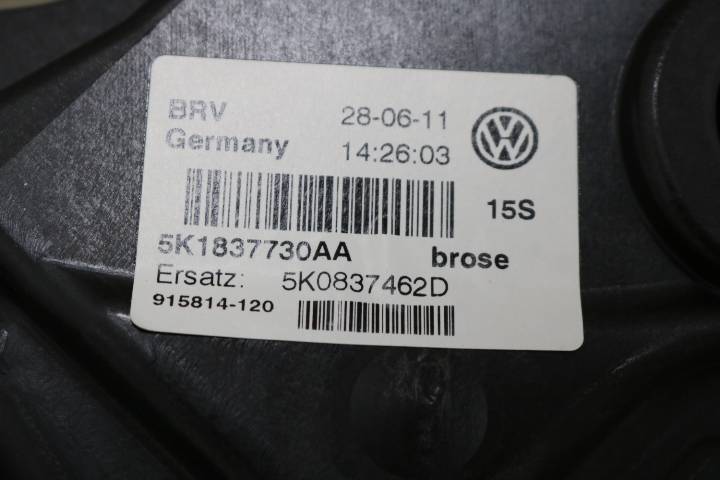 BRV 28-06-11
Germany 14:26:03
15S
5K1837730AA brose
Ersatz: 5K0837462D
915814-120